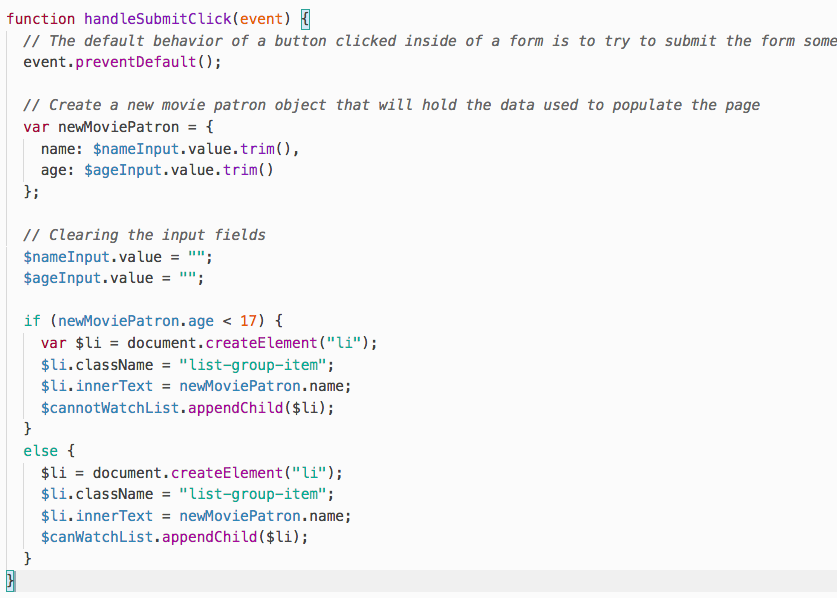 function handleSubmitClick(event) {
  // The default behavior of a button clicked inside of a form is to try to submit the form some
  event.preventDefault();

  // Create a new movie patron object that will hold the data used to populate the page
  var newMoviePatron = {
    name: $nameInput.value.trim(),
    age: $ageInput.value.trim()
  };

  // Clearing the input fields
  $nameInput.value = "";
  $ageInput.value = "";

  if (newMoviePatron.age < 17) {
    var $li = document.createElement("li");
    $li.className = "list-group-item";
    $li.innerText = newMoviePatron.name;
    $cannotWatchList.appendChild($li);
  }
  else {
    $li = document.createElement("li");
    $li.className = "list-group-item";
    $li.innerText = newMoviePatron.name;
    $canWatchList.appendChild($li);
  }
}